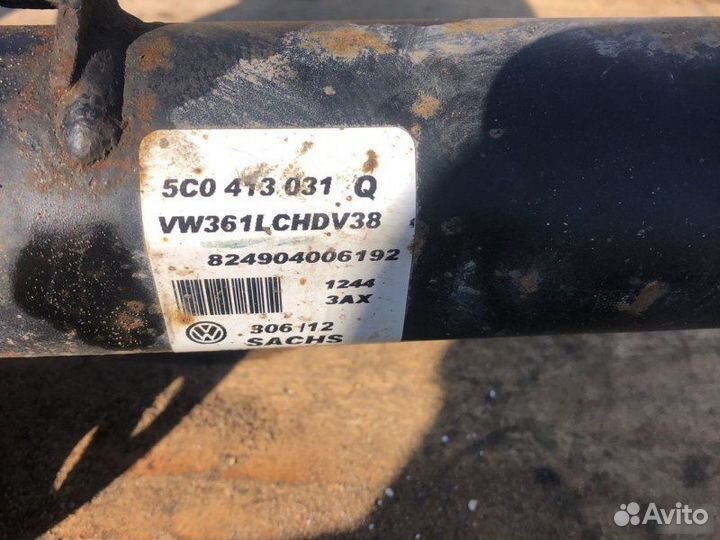 5C0 413 031 Q
VW361LCHDV38
824904006192
1244
3AX
306/12
SACHS
Avito